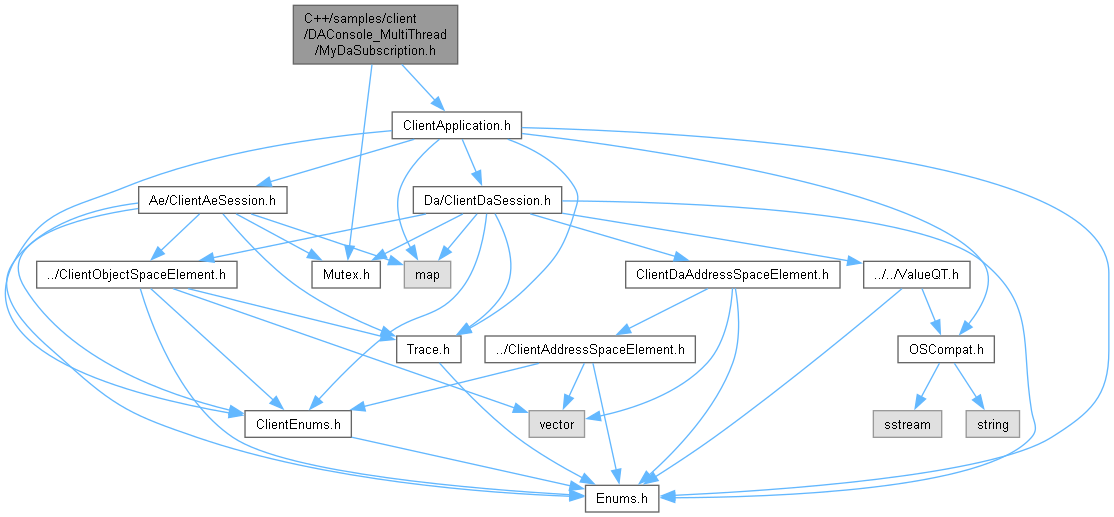 C++/samples/client
/DAConsole_MultiThread
/MyDaSubscription.h
ClientApplication.h
Ae/ClientAeSession.h
Da/ClientDaSession.h
../ClientObjectSpaceElement.h
Mutex.h
map
ClientDaAddressSpaceElement.h
../../ValueQT.h
Trace.h
../ClientAddressSpaceElement.h
OSCompat.h
ClientEnums.h
vector
sstream
string
Enums.h